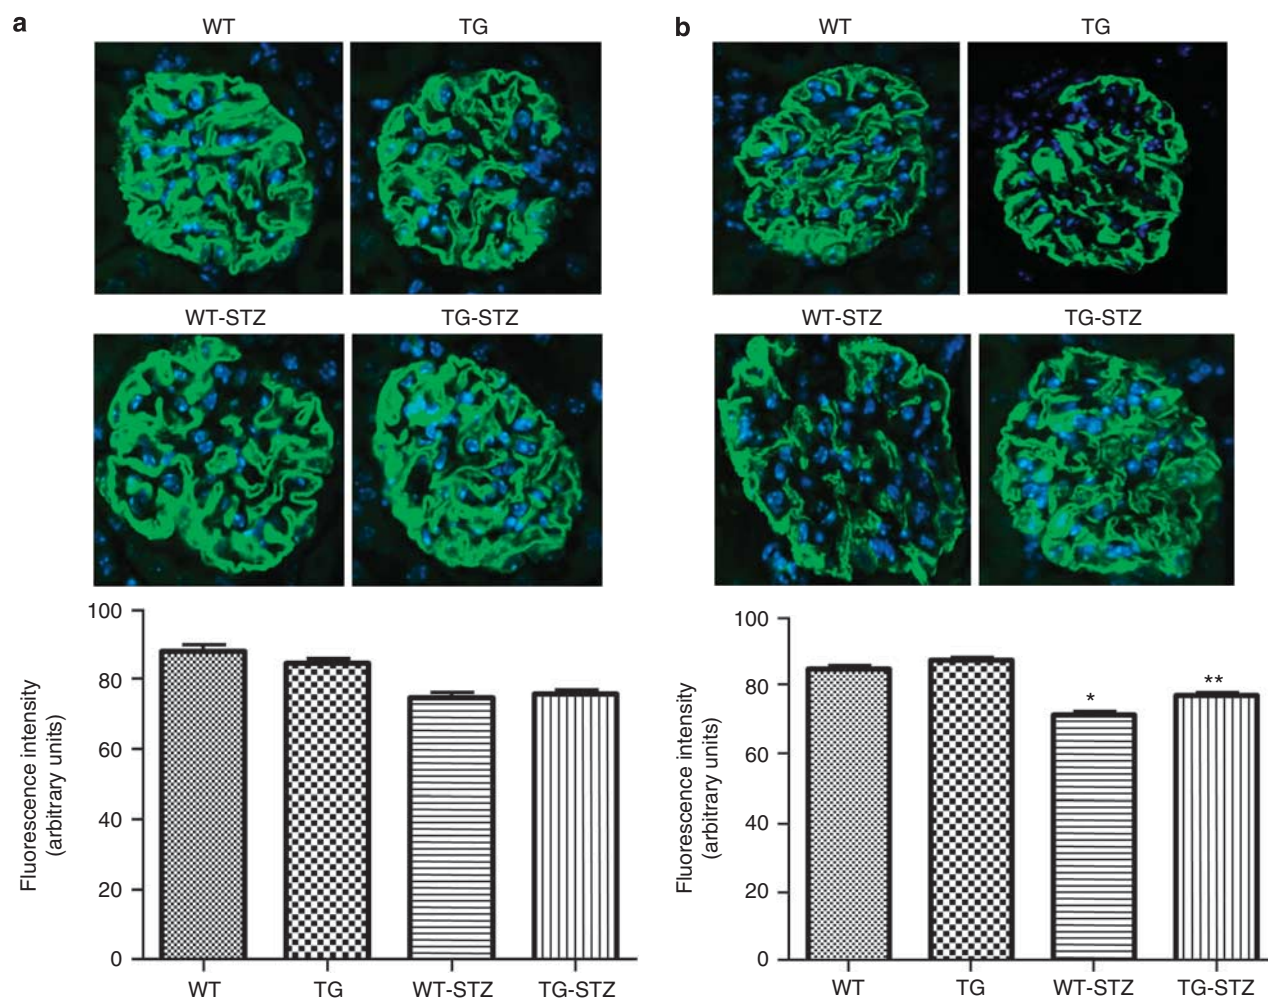 a
WT
TG
WT-STZ
TG-STZ
100
80
60
40
20
0
Fluorescence intensity
(arbitrary units)
WT
TG
WT-STZ
TG-STZ
b
WT
TG
WT-STZ
TG-STZ
100
80
60
40
20
0
Fluorescence intensity
(arbitrary units)
*
**
WT
TG
WT-STZ
TG-STZ